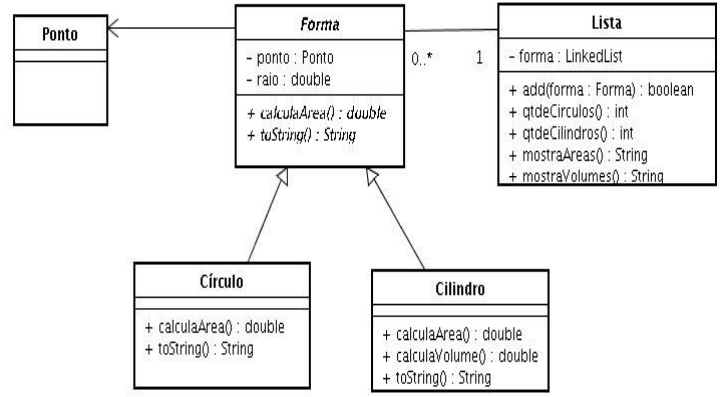 Ponto
Forma
- ponto : Ponto
- raio : double
+ calculaArea() : double
+ toString() : String
0..*
1
Lista
- forma : LinkedList
+ add(forma : Forma) : boolean
+ qtdeCirculos() : int
+ qtdeCilindros() : int
+ mostraAreas() : String
+ mostraVolumes() : String
Círculo
+ calculaArea() : double
+ toString() : String
Cilindro
+ calculaArea() : double
+ calculaVolume() : double
+ toString() : String